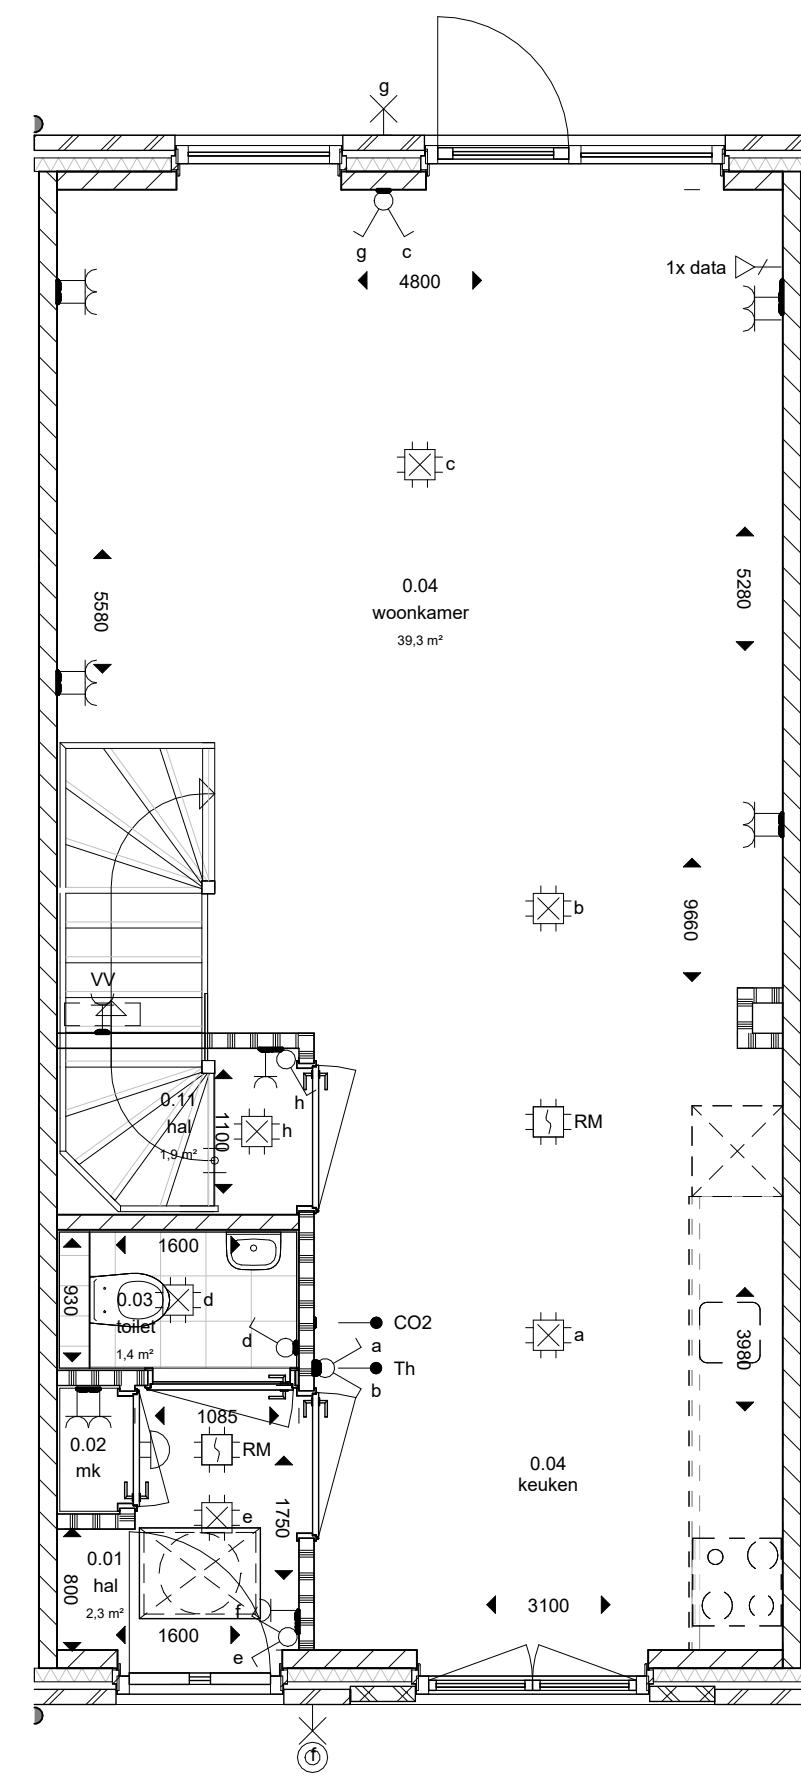 g
g
c
4800
1x data
c
0.04
woonkamer
39,3 m²
5580
5280
b
9660
VV
h
0.11
hal
1,9 m²
1100
h
RM
1600
930
0.03
toilet
1,4 m²
d
d
CO2
a
Th
b
a
3980
1085
0.02
mk
RM
1750
e
0.04
keuken
0.01
hal
2,3 m²
800
f
1600
e
3100
f